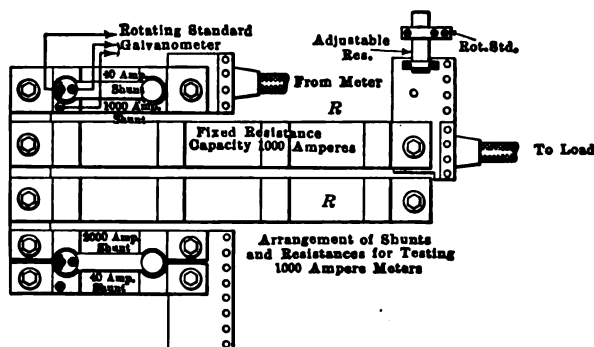 Rotating Standard
Galvanometer
Adjustable
Res.
Rot. Std.
40 Amp.
Shunt
1000 Amp.
Shunt
From Meter
R
Fixed Resistance
Capacity 1000 Amperes
To Load
R
2000 Amp.
Shunt
40 Amp.
Shunt
Arrangement of Shunts
and Resistances for Testing
1000 Ampere Meters